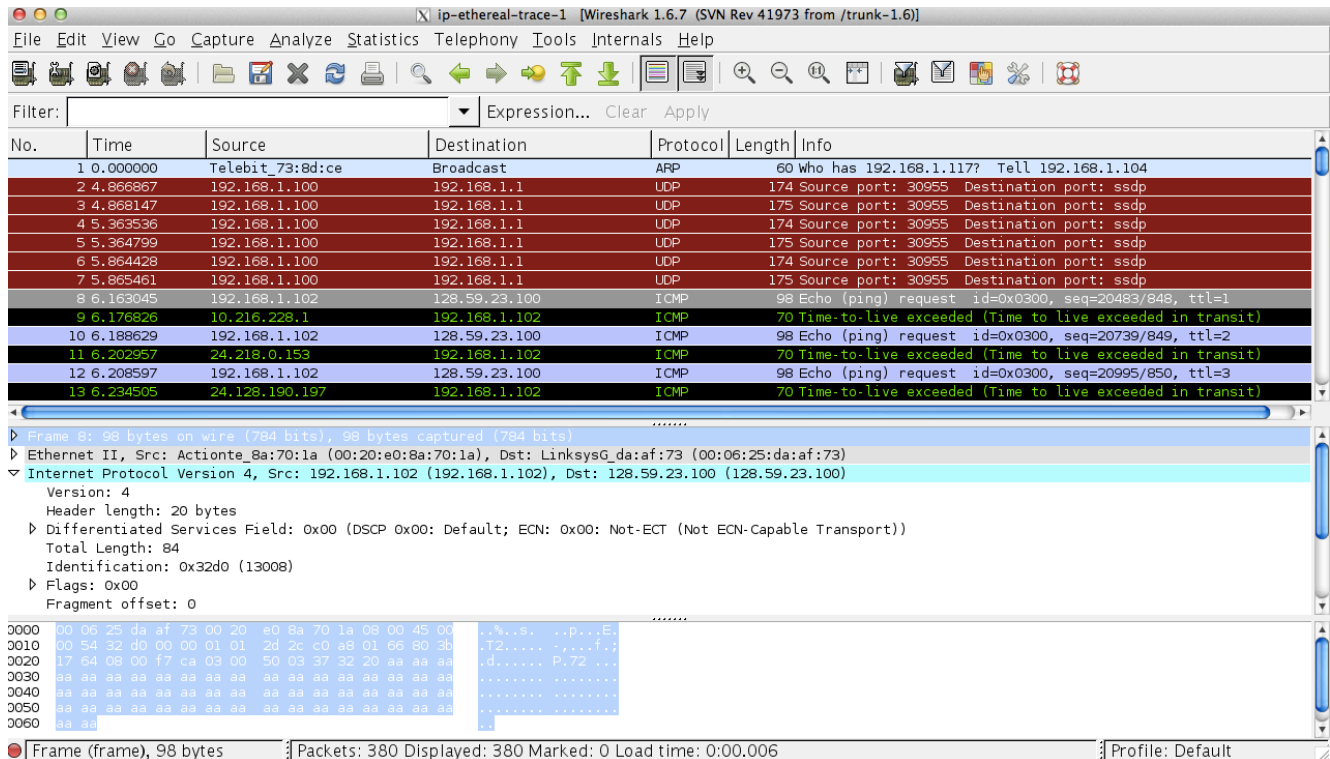 ip-ethereal-trace-1 [Wireshark 1.6.7 (SVN Rev 41973 from /trunk-1.6)]
File Edit View Go Capture Analyze Statistics Telephony Tools Internals Help
Filter: Expression... Clear Apply
No. Time Source Destination Protocol Length Info
1 0.000000 Telebit_73:8d:ce Broadcast ARP 60 Who has 192.168.1.117? Tell 192.168.1.104
2 4.866867 192.168.1.100 192.168.1.1 UDP 174 Source port: 30955 Destination port: ssdp
3 4.868147 192.168.1.100 192.168.1.1 UDP 175 Source port: 30955 Destination port: ssdp
4 5.363536 192.168.1.100 192.168.1.1 UDP 174 Source port: 30955 Destination port: ssdp
5 5.364799 192.168.1.100 192.168.1.1 UDP 175 Source port: 30955 Destination port: ssdp
6 5.864428 192.168.1.100 192.168.1.1 UDP 174 Source port: 30955 Destination port: ssdp
7 5.865461 192.168.1.100 192.168.1.1 UDP 175 Source port: 30955 Destination port: ssdp
8 6.163045 192.168.1.102 128.59.23.100 ICMP 98 Echo (ping) request id=0x0300, seq=20483/848, ttl=1
9 6.176826 10.216.228.1 192.168.1.102 ICMP 70 Time-to-live exceeded (Time to live exceeded in transit)
10 6.188629 192.168.1.102 128.59.23.100 ICMP 98 Echo (ping) request id=0x0300, seq=20739/849, ttl=2
11 6.202957 24.218.0.153 192.168.1.102 ICMP 70 Time-to-live exceeded (Time to live exceeded in transit)
12 6.208597 192.168.1.102 128.59.23.100 ICMP 98 Echo (ping) request id=0x0300, seq=20995/850, ttl=3
13 6.234505 24.128.190.197 192.168.1.102 ICMP 70 Time-to-live exceeded (Time to live exceeded in transit)
Frame 8: 98 bytes on wire (784 bits), 98 bytes captured (784 bits)
Ethernet II, Src: Actionte_8a:70:1a (00:20:e0:8a:70:1a), Dst: LinksysG_da:af:73 (00:06:25:da:af:73)
Internet Protocol Version 4, Src: 192.168.1.102 (192.168.1.102), Dst: 128.59.23.100 (128.59.23.100)
Version: 4
Header length: 20 bytes
Differentiated Services Field: 0x00 (DSCP 0x00: Default; ECN: 0x00: Not-ECT (Not ECN-Capable Transport))
Total Length: 84
Identification: 0x32d0 (13008)
Flags: 0x00
Fragment offset: 0
0000 00 06 25 da af 73 00 20 e0 8a 70 1a 08 00 45 00 ..%..s. ..p...E.
0010 00 54 32 d0 00 00 01 01 2d 2c c0 a8 01 66 80 3b .T2..... -,...f.;
0020 17 64 08 00 f7 ca 03 00 50 03 37 32 20 aa aa aa .d...... P.72 ...
0030 aa aa aa aa aa aa aa aa aa aa aa aa aa aa aa aa ........ ........
0040 aa aa aa aa aa aa aa aa aa aa aa aa aa aa aa aa ........ ........
0050 aa aa aa aa aa aa aa aa aa aa aa aa aa aa aa aa ........ ........
0060 aa aa ..
Frame (frame), 98 bytes Packets: 380 Displayed: 380 Marked: 0 Load time: 0:00.006 Profile: Default